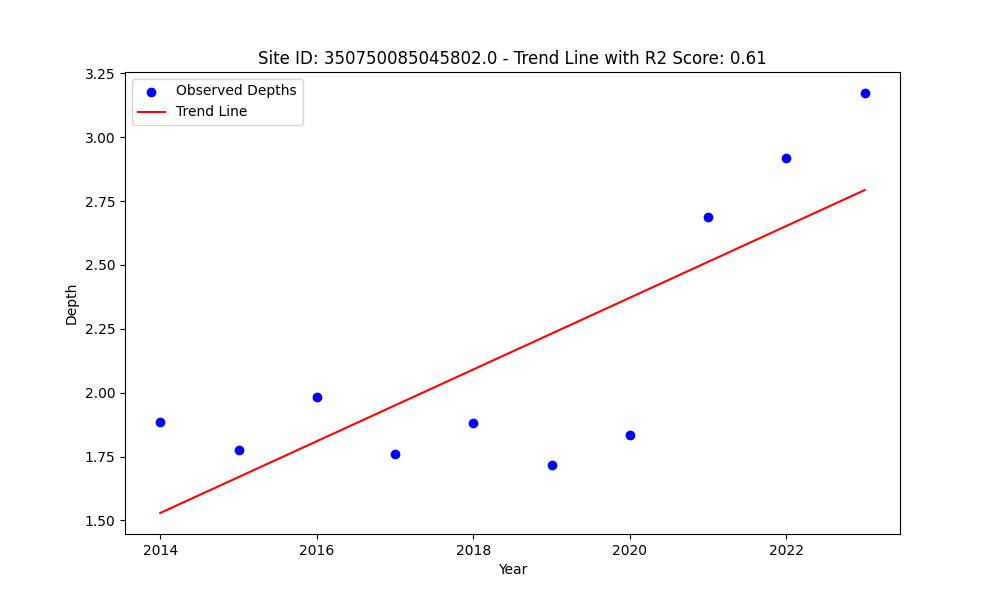 Site ID: 350750085045802.0 - Trend Line with R2 Score: 0.61
Observed Depths
Trend Line
3.25
3.00
2.75
2.50
2.25
2.00
1.75
1.50
Depth
2014
2016
2018
2020
2022
Year